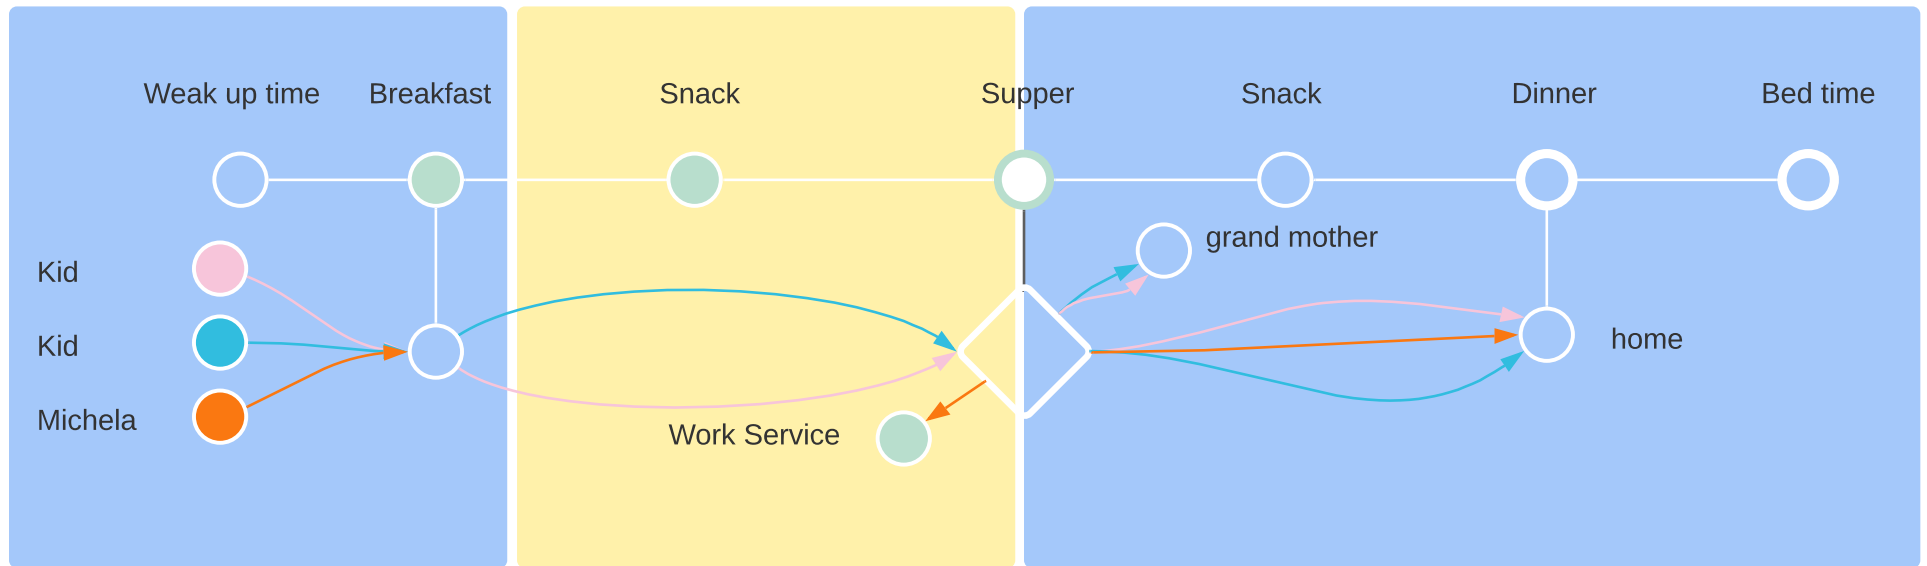 Weak up time
Breakfast
Snack
Supper
Snack
Dinner
Bed time
grand mother
Kid
Kid
home
Michela
Work Service